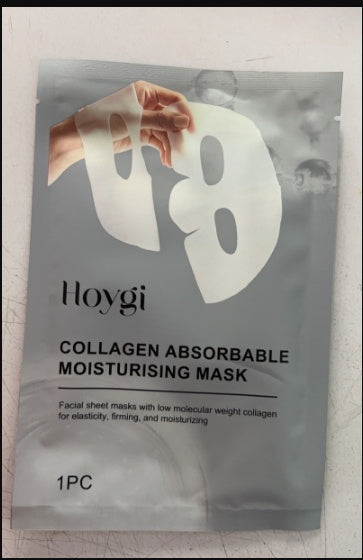 Hoygi
COLLAGEN ABSORBABLE
MOISTURISING MASK
Facial sheet masks with low molecular weight collagen
for elasticity, firming, and moisturizing
1PC